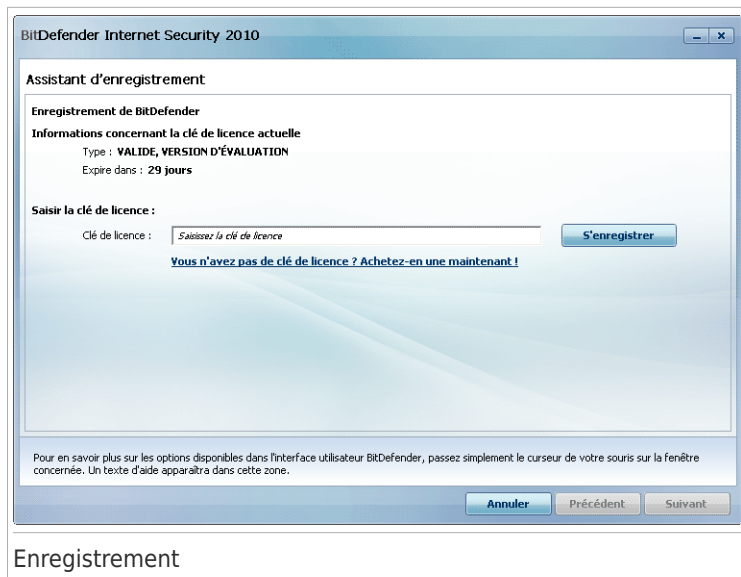 BitDefender Internet Security 2010
Assistant d'enregistrement
Enregistrement de BitDefender
Informations concernant la clé de licence actuelle
Type : VALIDE, VERSION D'ÉVALUATION
Expire dans : 29 jours
Saisir la clé de licence :
Clé de licence : Saisissez la clé de licence S'enregistrer
Vous n'avez pas de clé de licence ? Achetez-en une maintenant !
Pour en savoir plus sur les options disponibles dans l'interface utilisateur BitDefender, passez simplement le curseur de votre souris sur la fenêtre
concernée. Un texte d'aide apparaîtra dans cette zone.
Annuler Précédent Suivant
Enregistrement